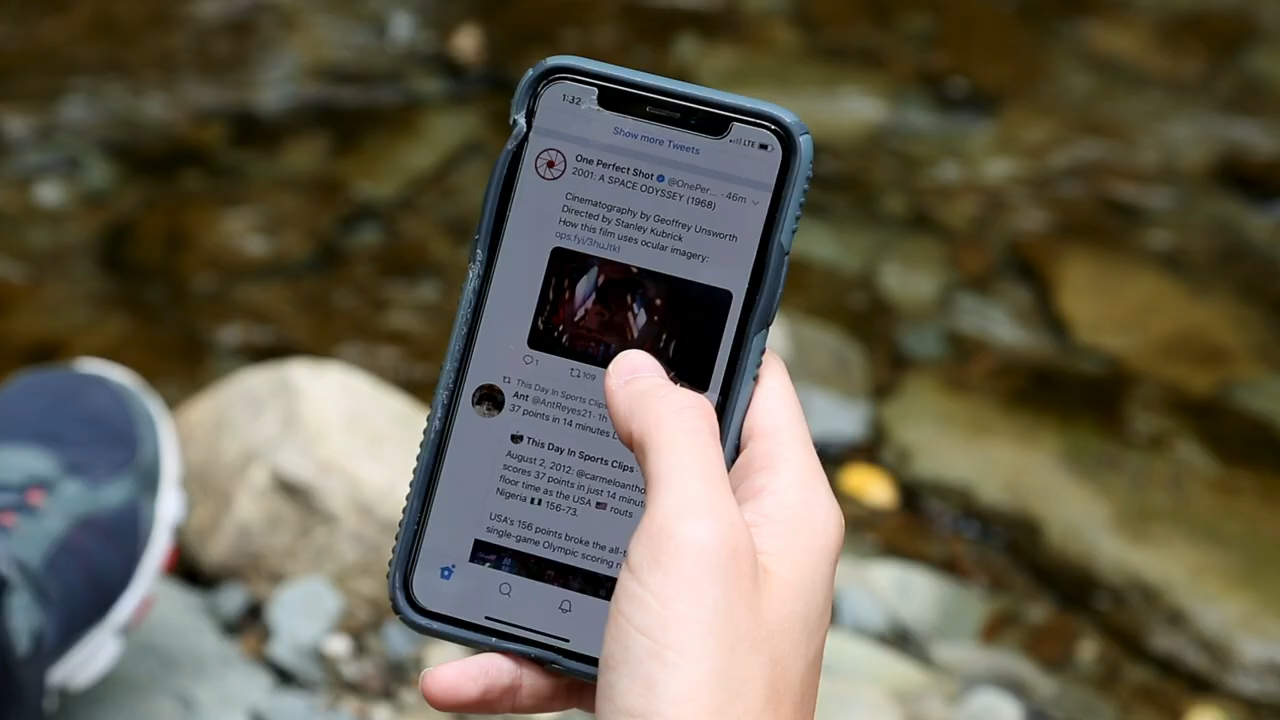 1:32
LTE
Show more Tweets
One Perfect Shot @OnePer... · 46m
2001: A SPACE ODYSSEY (1968)
Cinematography by Geoffrey Unsworth
Directed by Stanley Kubrick
How this film uses ocular imagery:
ops.fyi/3huJtkl
1 109
This Day In Sports Clips
Ant @AntReyes21 · 1h
37 points in 14 minutes
This Day In Sports Clips ·
August 2, 2012: @carmeloantho
scores 37 points in just 14 minute
floor time as the USA 🇺🇸 routs
Nigeria 🇳🇬 156-73.
USA's 156 points broke the all-t
single-game Olympic scoring